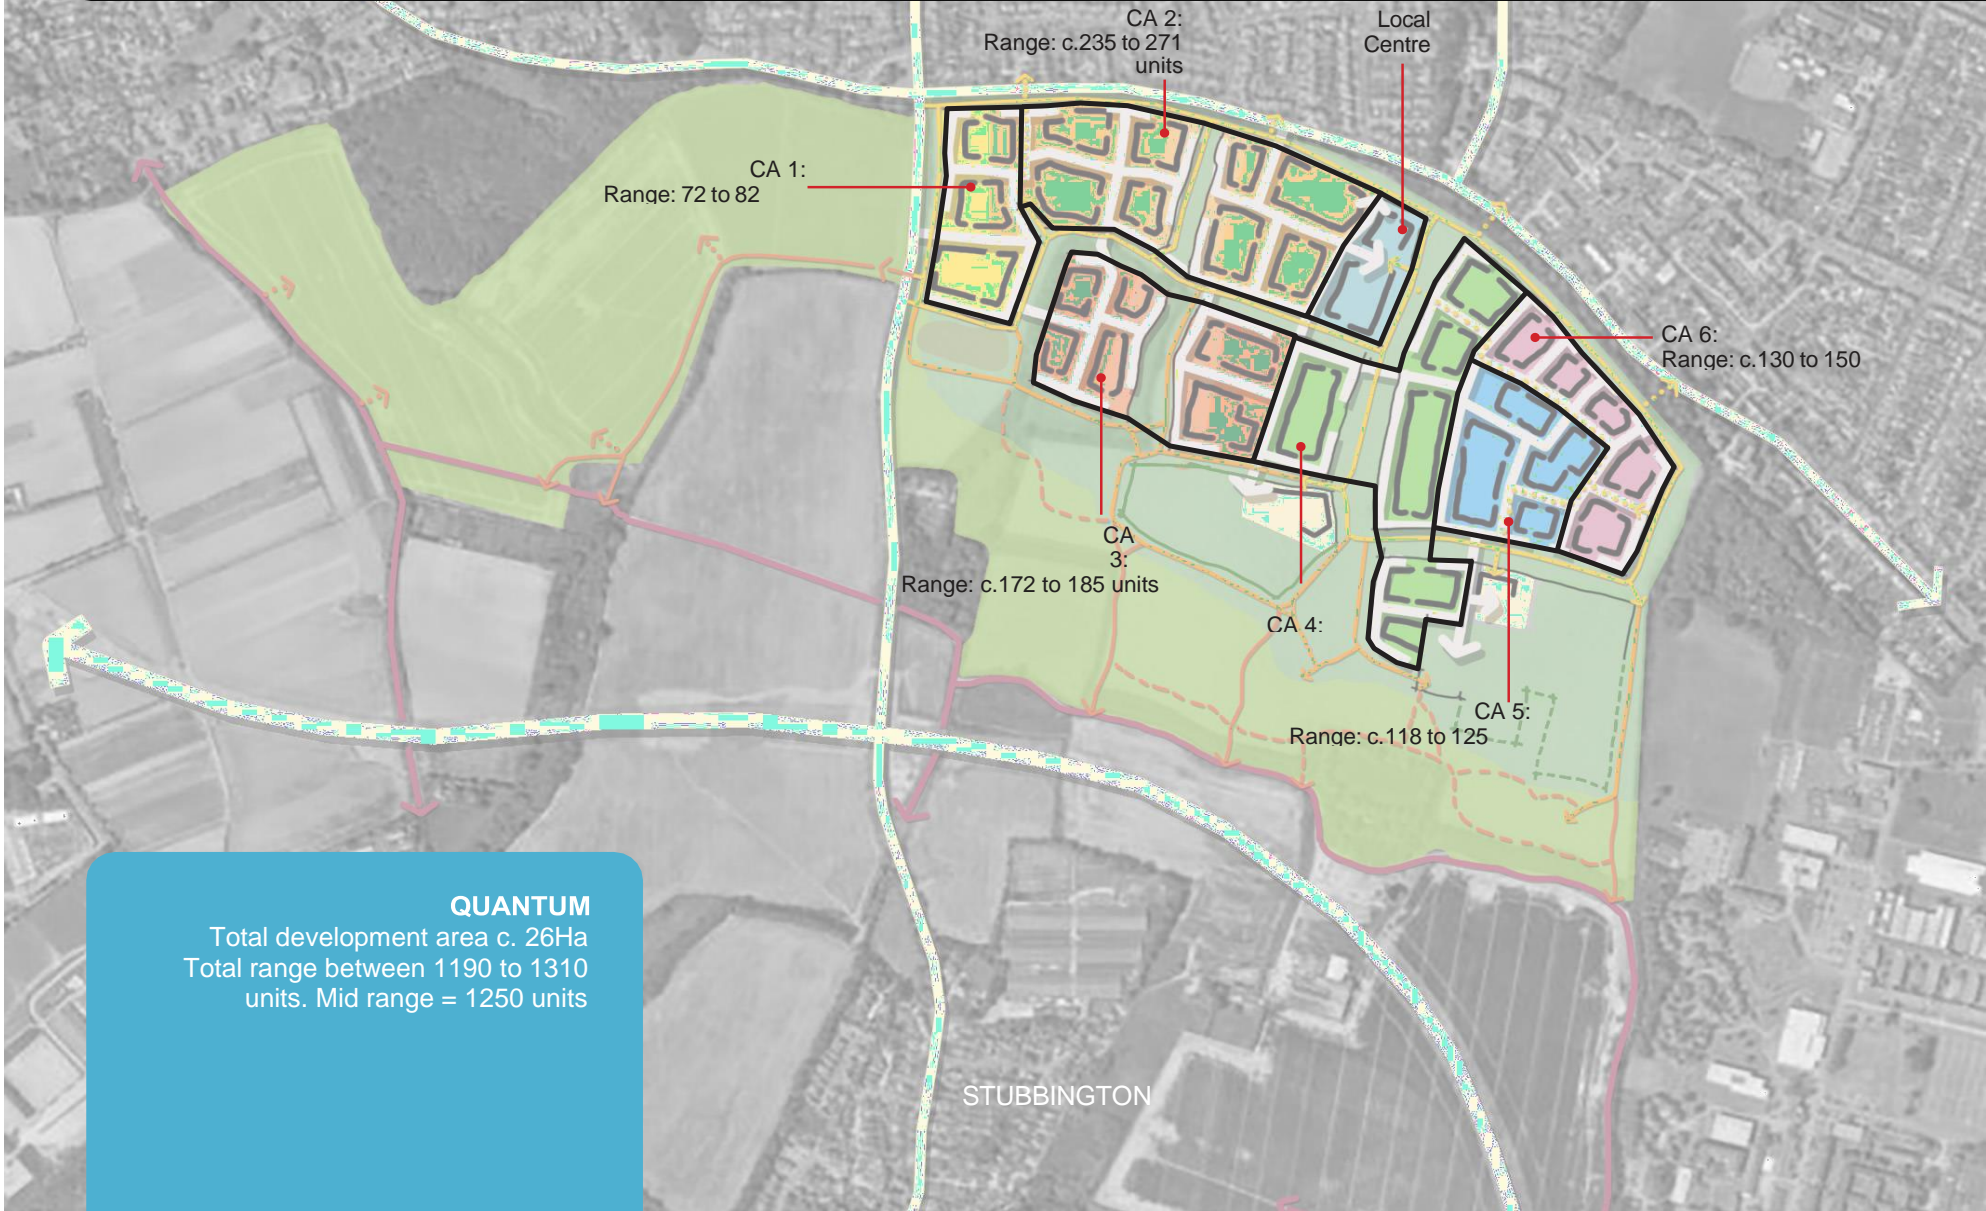 CA 2:
Range: c.235 to 271
units
Local
Centre
CA 1:
Range: 72 to 82
CA 6:
Range: c.130 to 150
CA
3:
Range: c.172 to 185 units
CA 4:
CA 5:
Range: c.118 to 125
QUANTUM
Total development area c. 26Ha
Total range between 1190 to 1310
units. Mid range = 1250 units
STUBBINGTON